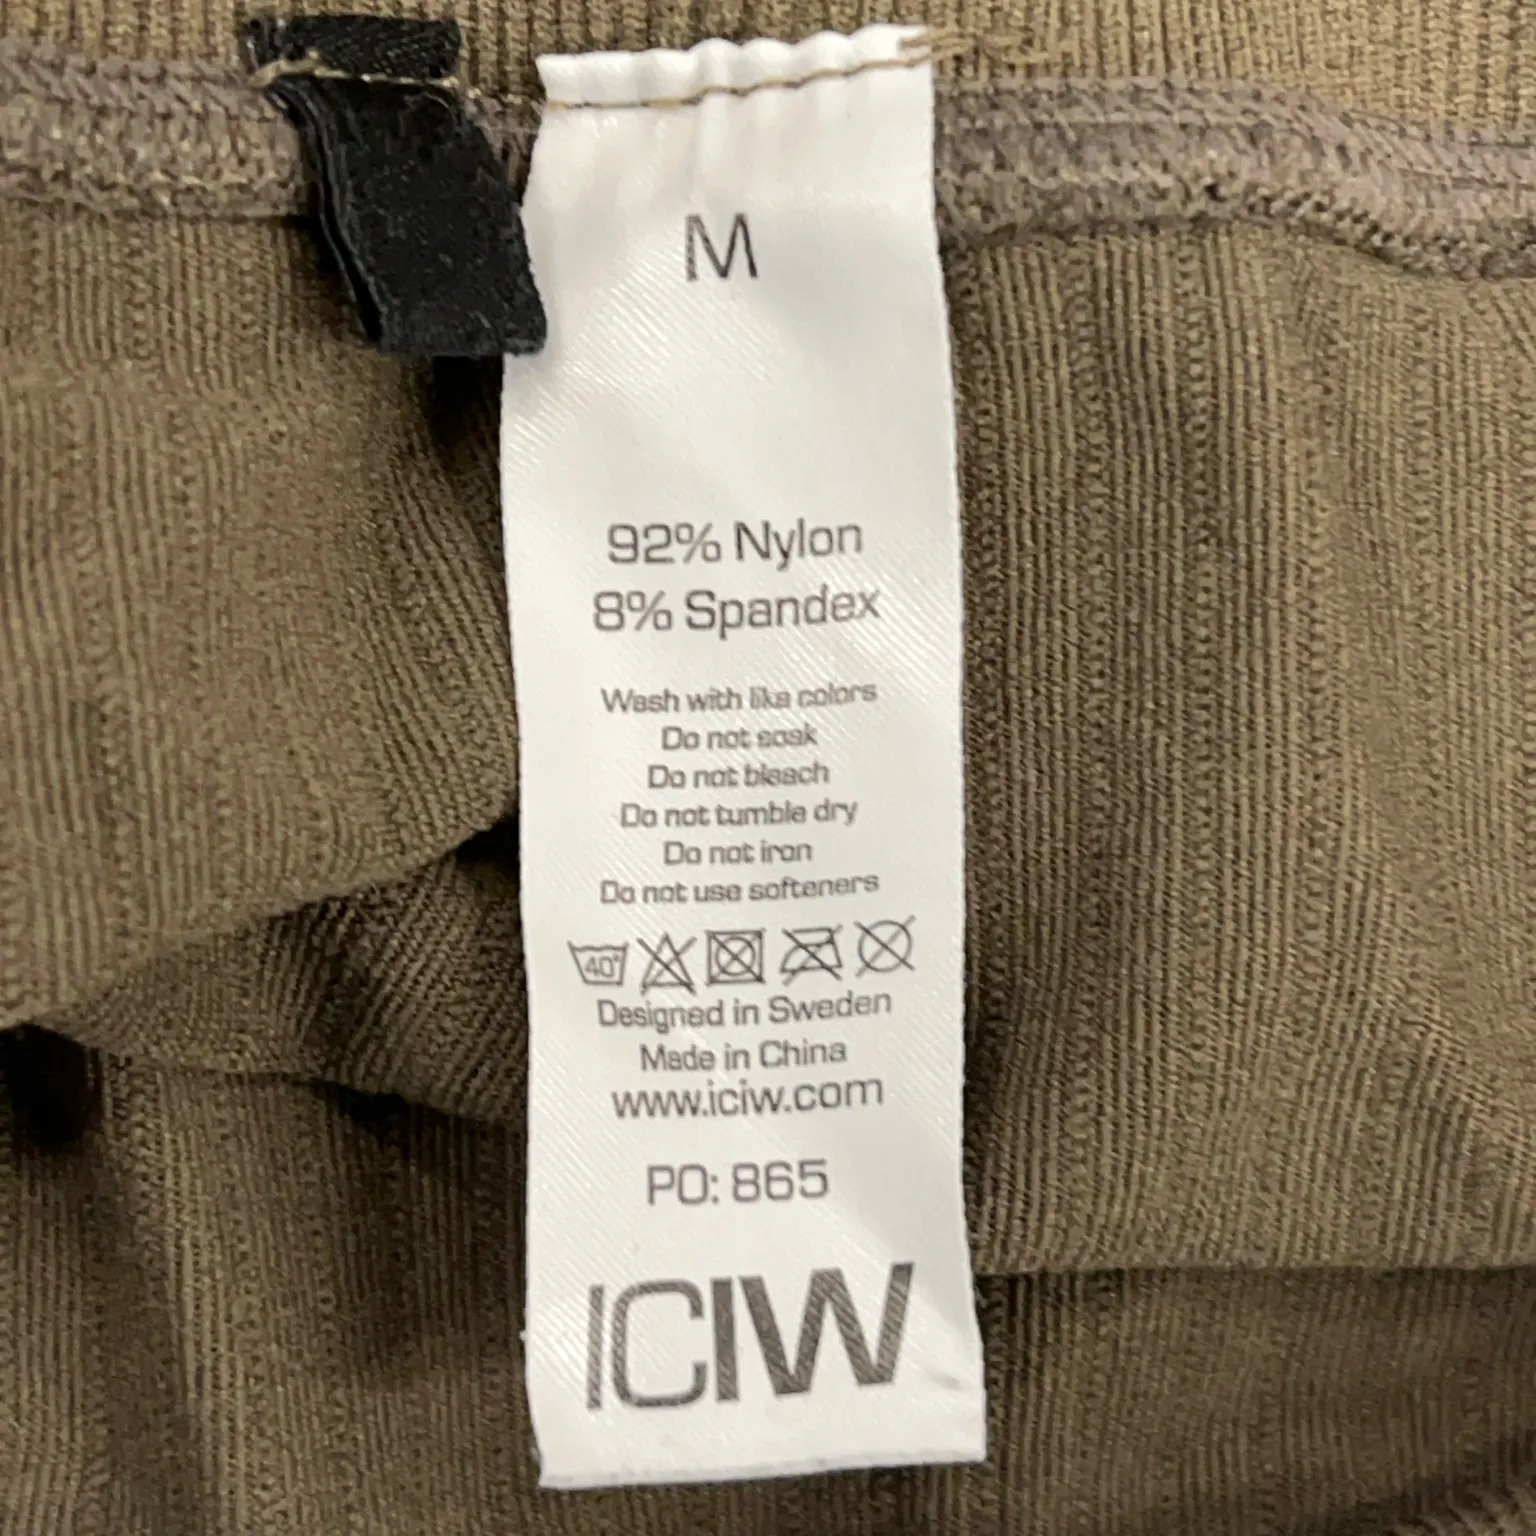 M
92% Nylon
8% Spandex
Wash with like colors
Do not soak
Do not bleach
Do not tumble dry
Do not iron
Do not use softeners
40°
Designed in Sweden
Made in China
www.iciw.com
PO: 865
ICIW